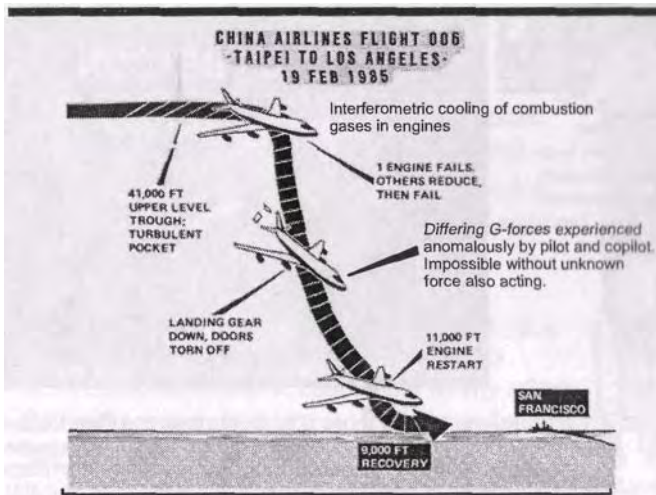 CHINA AIRLINES FLIGHT 006
-TAIPEI TO LOS ANGELES-
19 FEB 1985
Interferometric cooling of combustion
gases in engines
1 ENGINE FAILS.
OTHERS REDUCE,
THEN FAIL
41,000 FT
UPPER LEVEL
TROUGH;
TURBULENT
POCKET
Differing G-forces experienced
anomalously by pilot and copilot.
Impossible without unknown
force also acting.
LANDING GEAR
DOWN, DOORS
TORN OFF
11,000 FT
ENGINE
RESTART
SAN
FRANCISCO
9,000 FT
RECOVERY